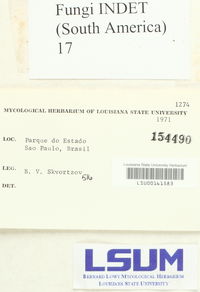 Fungi INDET
(South America)
17
1274
MYCOLOGICAL HERBARIUM OF LOUISIANA STATE UNIVERSITY
1971
LOC. Parque do Estado
Sao Paulo, Brasil
154490
LEG. B. V. Skvortzov
DET.
Louisiana State University Herbarium
LSU00141383
LSUM
BERNARD LOWY MYCOLOGICAL HERBARIUM
LOUISIANA STATE UNIVERSITY